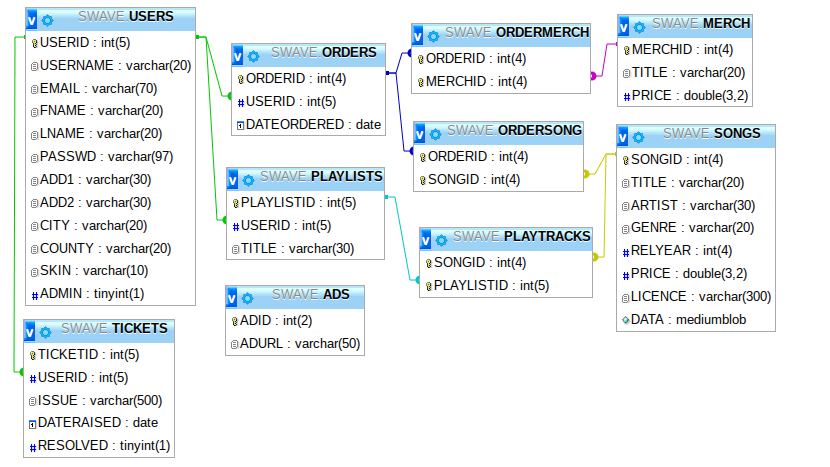 SWAVE USERS
USERID : int(5)
USERNAME : varchar(20)
EMAIL : varchar(70)
FNAME : varchar(20)
LNAME : varchar(20)
PASSWD : varchar(97)
ADD1 : varchar(30)
ADD2 : varchar(30)
CITY : varchar(20)
COUNTY : varchar(20)
SKIN : varchar(10)
ADMIN : tinyint(1)
SWAVE TICKETS
TICKETID : int(5)
USERID : int(5)
ISSUE : varchar(500)
DATERAISED : date
RESOLVED : tinyint(1)
SWAVE ORDERS
ORDERID : int(4)
USERID : int(5)
DATEORDERED : date
SWAVE PLAYLISTS
PLAYLISTID : int(5)
USERID : int(5)
TITLE : varchar(30)
SWAVE ADS
ADID : int(2)
ADURL : varchar(50)
SWAVE ORDERMERCH
ORDERID : int(4)
MERCHID : int(4)
SWAVE ORDERSONG
ORDERID : int(4)
SONGID : int(4)
SWAVE PLAYTRACKS
SONGID : int(4)
PLAYLISTID : int(5)
SWAVE MERCH
MERCHID : int(4)
TITLE : varchar(20)
PRICE : double(3,2)
SWAVE SONGS
SONGID : int(4)
TITLE : varchar(20)
ARTIST : varchar(30)
GENRE : varchar(20)
RELYEAR : int(4)
PRICE : double(3,2)
LICENCE : varchar(300)
DATA : mediumblob